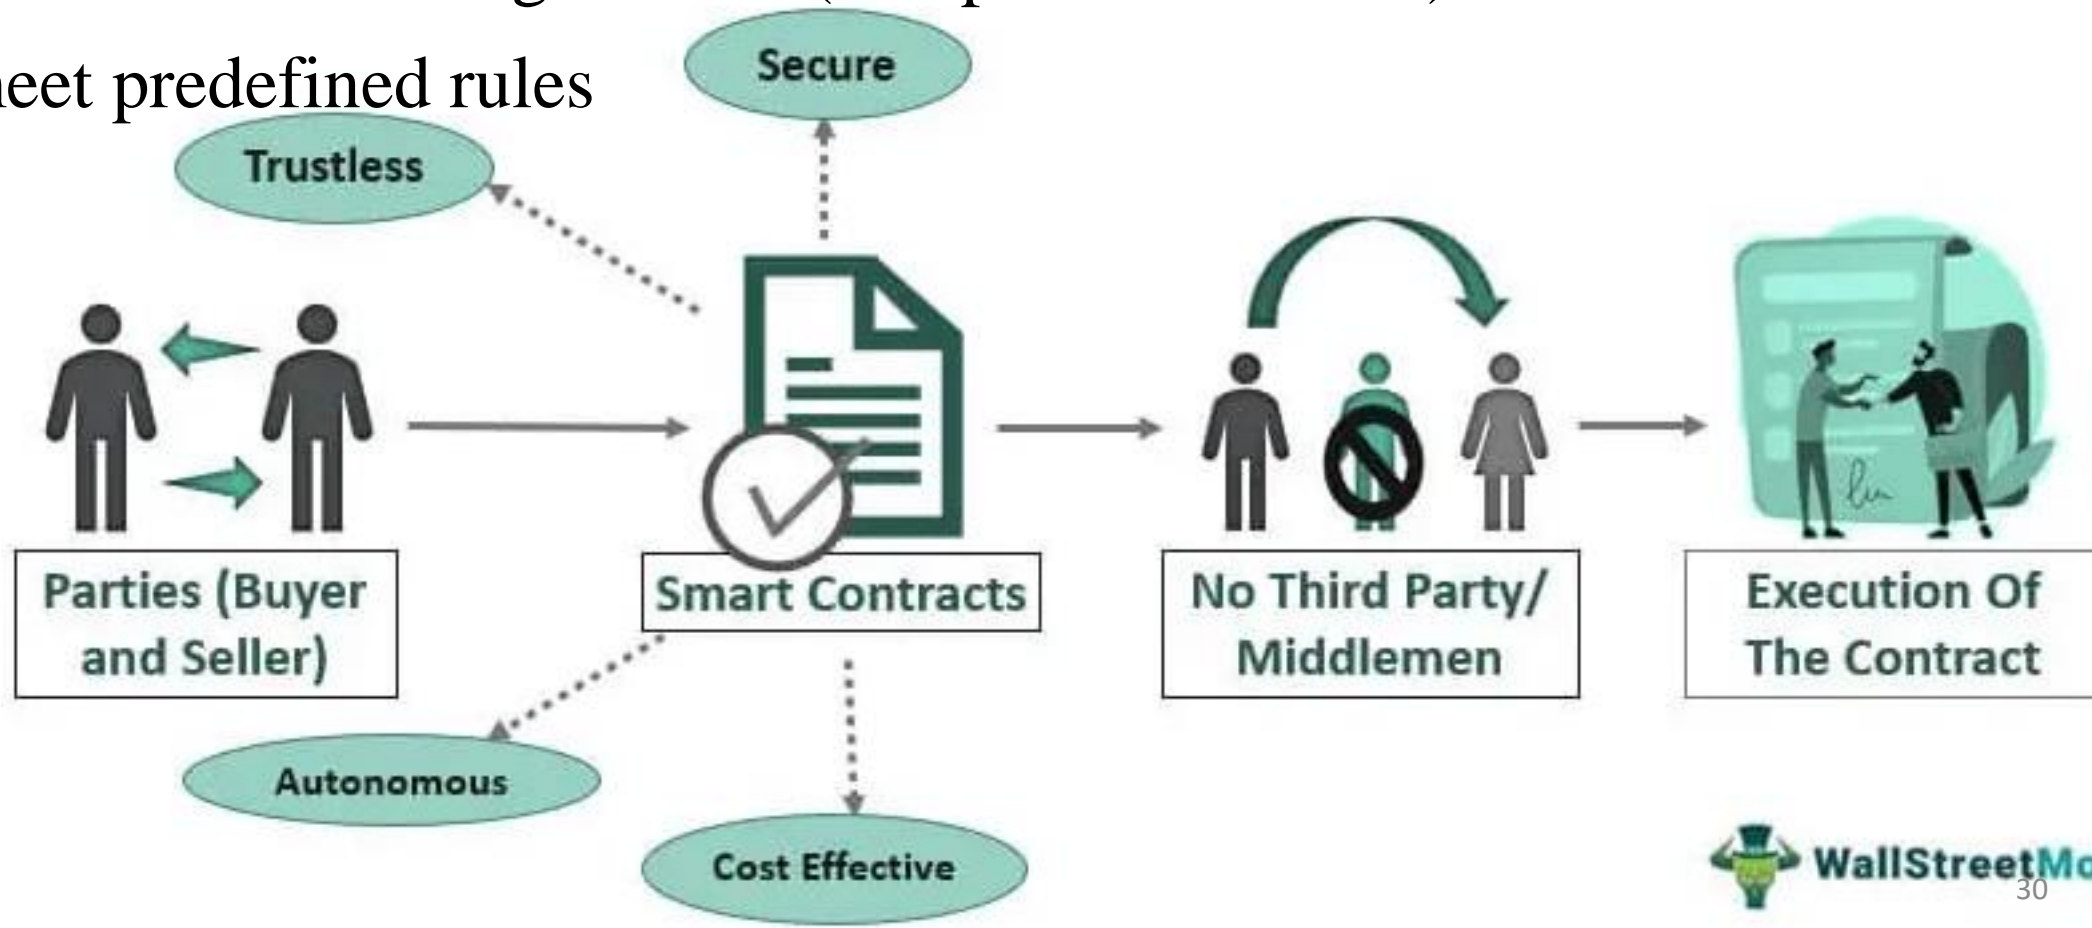 meet predefined rules
Secure
Trustless
Parties (Buyer
and Seller)
Smart Contracts
No Third Party/
Middlemen
Execution Of
The Contract
Autonomous
Cost Effective
WallStreetMo
30